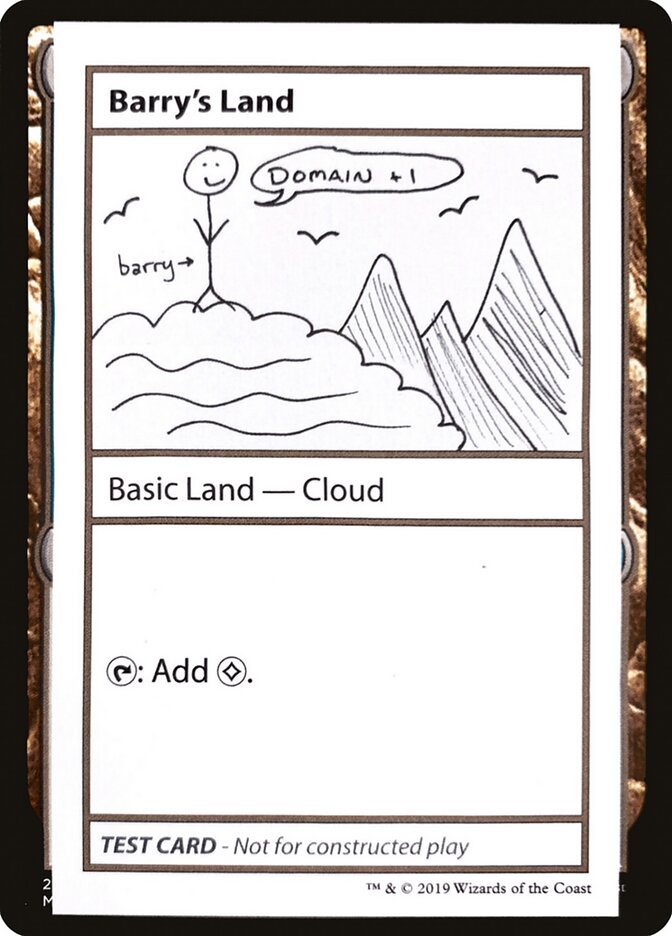 Barry's Land
DOMAIN +1
barry→
Basic Land — Cloud
: Add .
TEST CARD - Not for constructed play
™ & © 2019 Wizards of the Coast
2
M